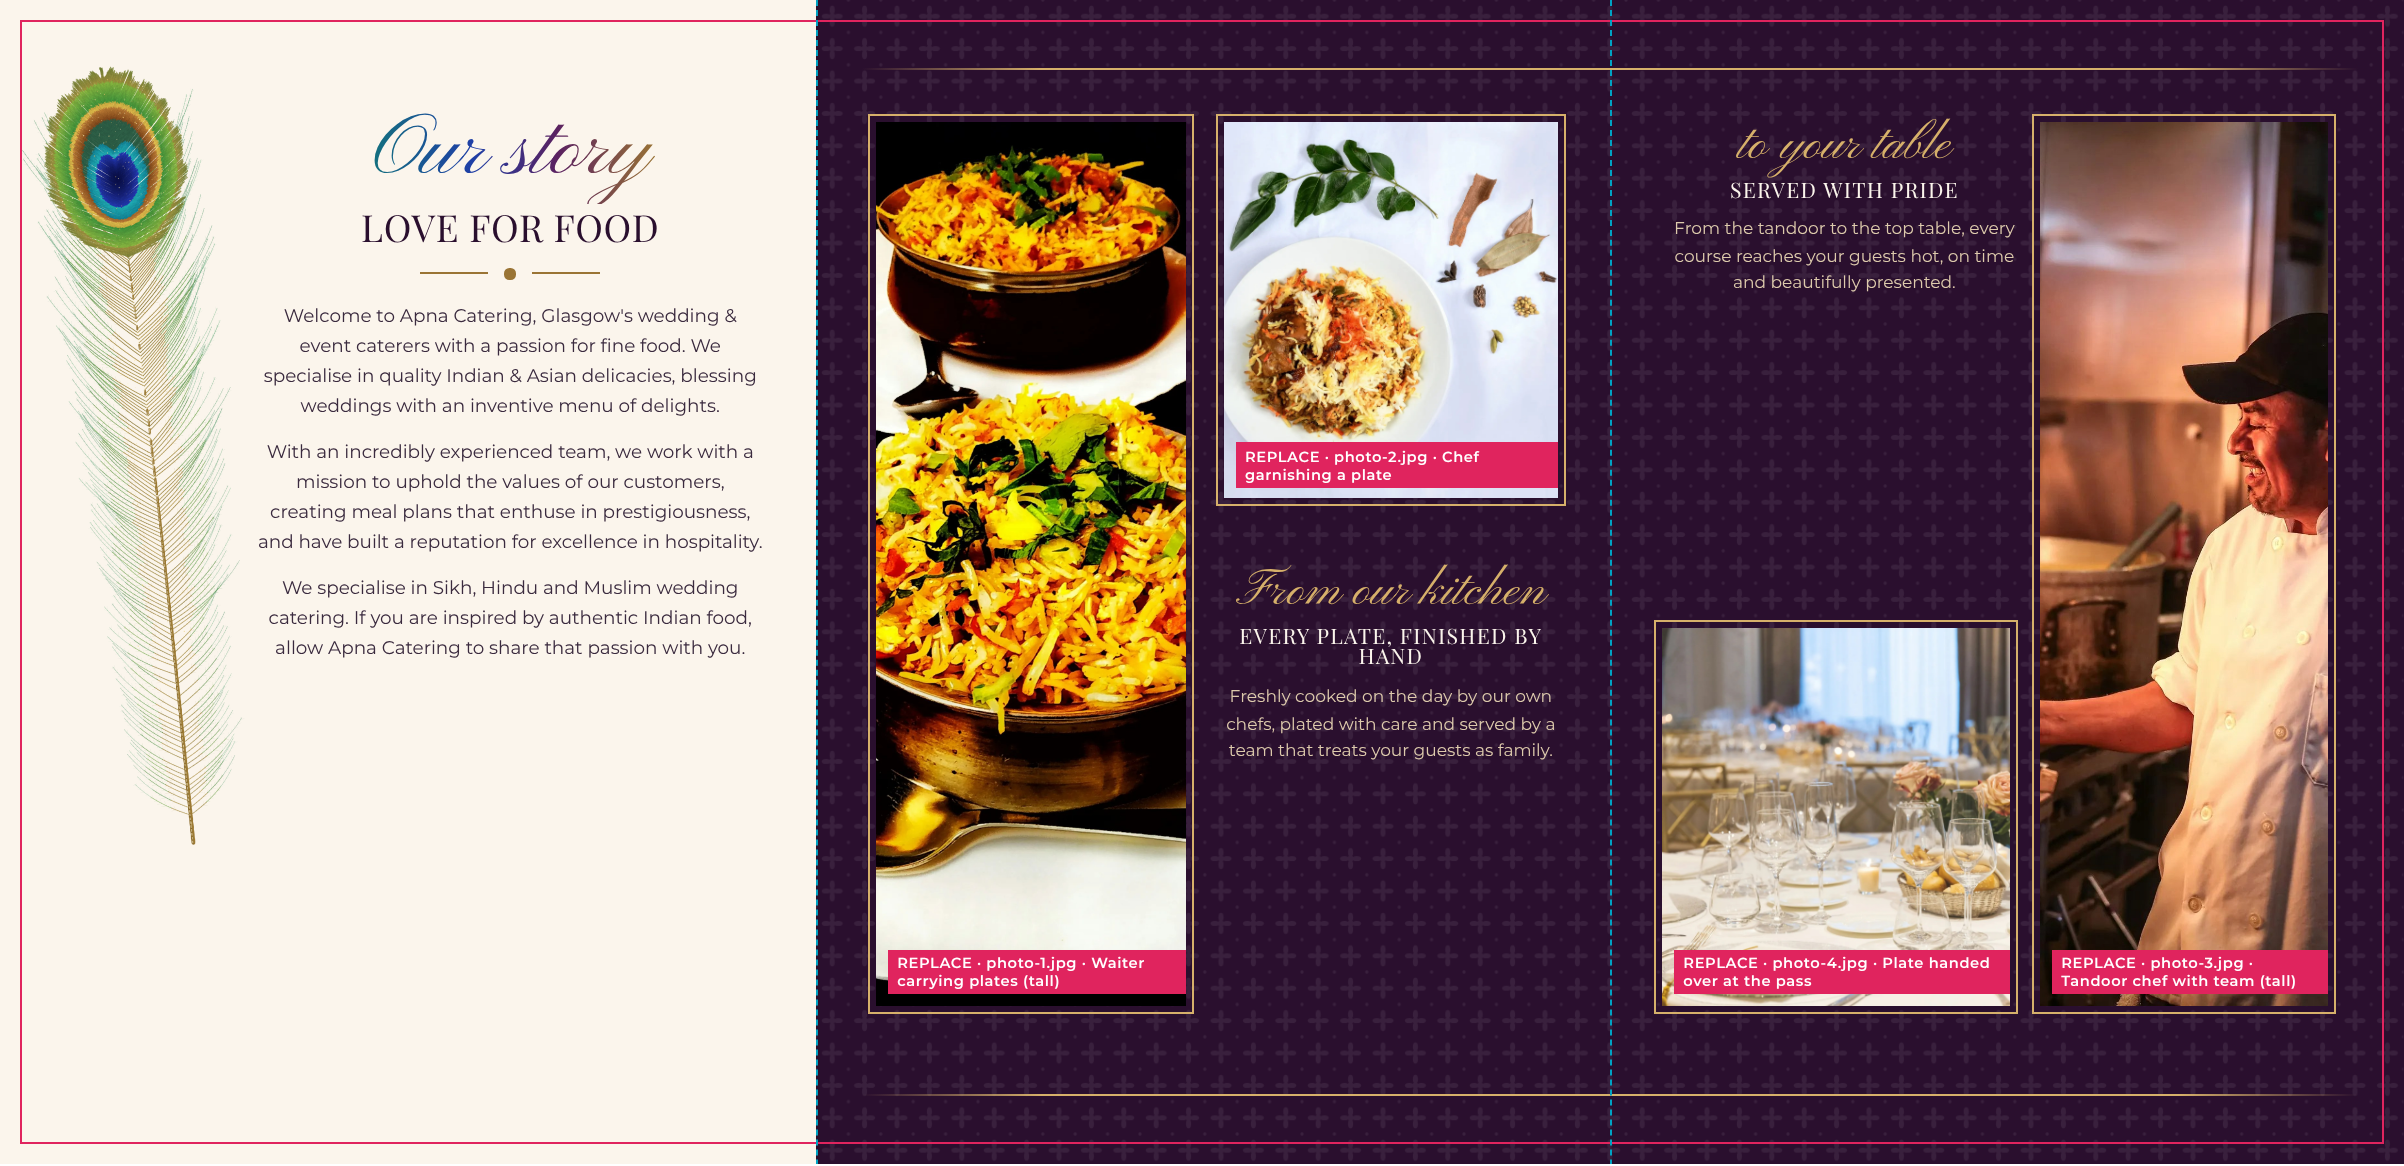 Our story
LOVE FOR FOOD
Welcome to Apna Catering, Glasgow's wedding &
event caterers with a passion for fine food. We
specialise in quality Indian & Asian delicacies, blessing
weddings with an inventive menu of delights.
With an incredibly experienced team, we work with a
mission to uphold the values of our customers,
creating meal plans that enthuse in prestigiousness,
and have built a reputation for excellence in hospitality.
We specialise in Sikh, Hindu and Muslim wedding
catering. If you are inspired by authentic Indian food,
allow Apna Catering to share that passion with you.
REPLACE · photo-1.jpg · Waiter
carrying plates (tall)
REPLACE · photo-2.jpg · Chef
garnishing a plate
From our kitchen
EVERY PLATE, FINISHED BY
HAND
Freshly cooked on the day by our own
chefs, plated with care and served by a
team that treats your guests as family.
to your table
SERVED WITH PRIDE
From the tandoor to the top table, every
course reaches your guests hot, on time
and beautifully presented.
REPLACE · photo-4.jpg · Plate handed
over at the pass
REPLACE · photo-3.jpg ·
Tandoor chef with team (tall)